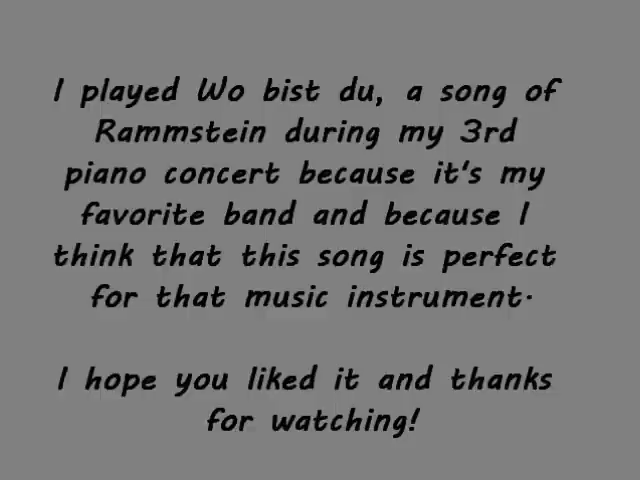 I played Wo bist du, a song of
Rammstein during my 3rd
piano concert because it's my
favorite band and because I
think that this song is perfect
for that music instrument.
I hope you liked it and thanks
for watching!